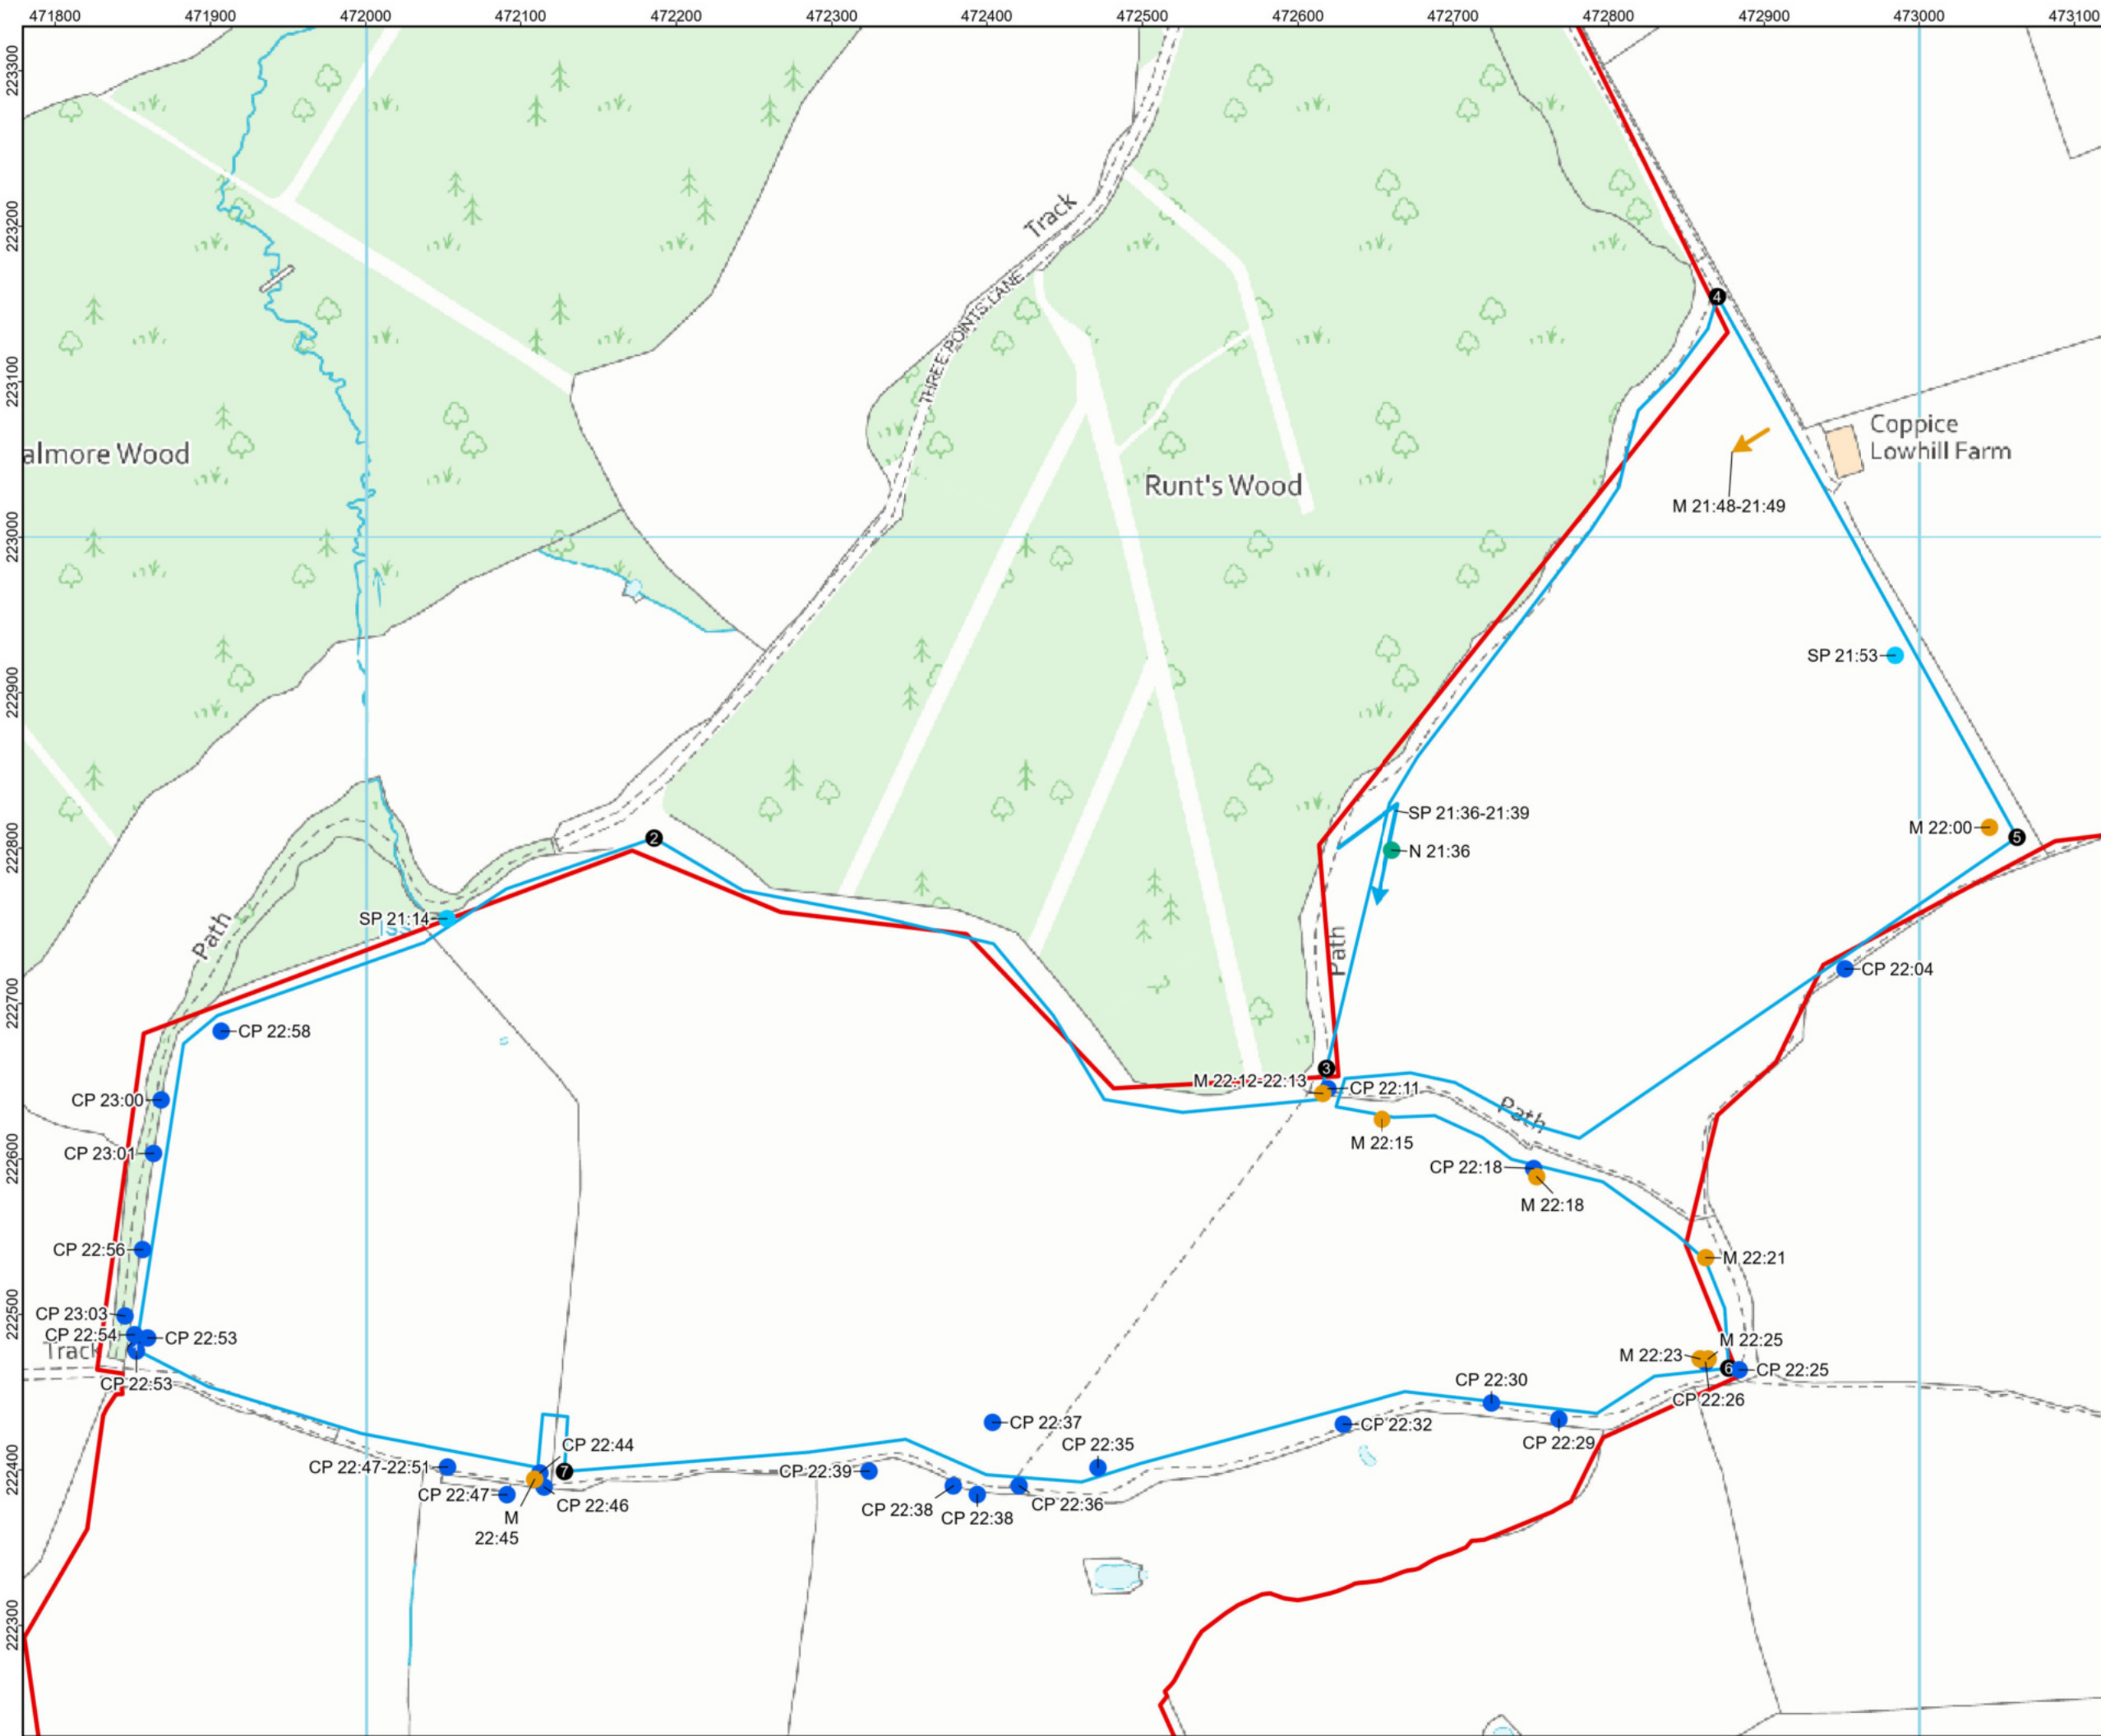 471800 471900 472000 472100 472200 472300 472400 472500 472600 472700 472800 472900 473000 473100
223300
223200
223100
223000
222900
222800
222700
222600
222500
222400
222300
Track
THREE POINTS LANE
4
Coppice
Lowhill Farm
almore Wood
Runt's Wood
M 21:48-21:49
SP 21:53
SP 21:36-21:39
M 22:00
5
2
N 21:36
SP 21:14
Path
Path
CP 22:04
CP 22:58
3
M 22:12-22:13
CP 22:11
CP 23:00
Path
M 22:15
CP 23:01
CP 22:18
M 22:18
CP 22:56
M 22:21
CP 23:03
CP 22:54
CP 22:53
Track
1
M 22:25
M 22:23
6
CP 22:25
CP 22:53
CP 22:30
CP 22:26
CP 22:37
CP 22:32
CP 22:29
CP 22:44
CP 22:35
CP 22:47-22:51
7
CP 22:39
CP 22:47
CP 22:46
CP 22:38
CP 22:38
CP 22:36
M
22:45